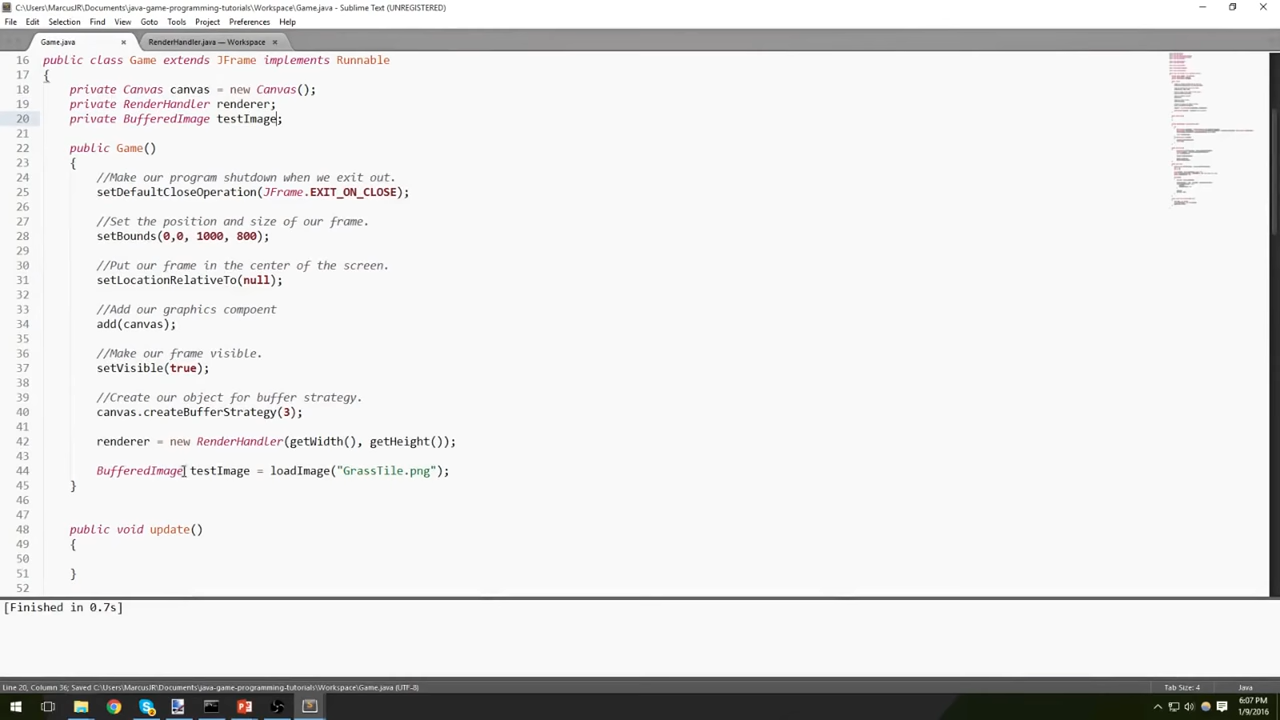 C:\Users\MarcusJR\Documents\java-game-programming-tutorials\Workspace\Game.java - Sublime Text (UNREGISTERED)
File Edit Selection Find View Goto Tools Project Preferences Help
Game.java × RenderHandler.java — Workspace ×
16 public class Game extends JFrame implements Runnable
17 {
18 private Canvas canvas = new Canvas();
19 private RenderHandler renderer;
20 private BufferedImage testImage;
21
22 public Game()
23 {
24 //Make our program shutdown when we exit out.
25 setDefaultCloseOperation(JFrame.EXIT_ON_CLOSE);
26
27 //Set the position and size of our frame.
28 setBounds(0,0, 1000, 800);
29
30 //Put our frame in the center of the screen.
31 setLocationRelativeTo(null);
32
33 //Add our graphics compoent
34 add(canvas);
35
36 //Make our frame visible.
37 setVisible(true);
38
39 //Create our object for buffer strategy.
40 canvas.createBufferStrategy(3);
41
42 renderer = new RenderHandler(getWidth(), getHeight());
43
44 BufferedImage testImage = loadImage("GrassTile.png");
45 }
46
47
48 public void update()
49 {
50
51 }
52
[Finished in 0.7s]
Line 20, Column 36; Saved C:\Users\MarcusJR\Documents\java-game-programming-tutorials\Workspace\Game.java (UTF-8) Tab Size: 4 Java
6:07 PM
1/9/2016